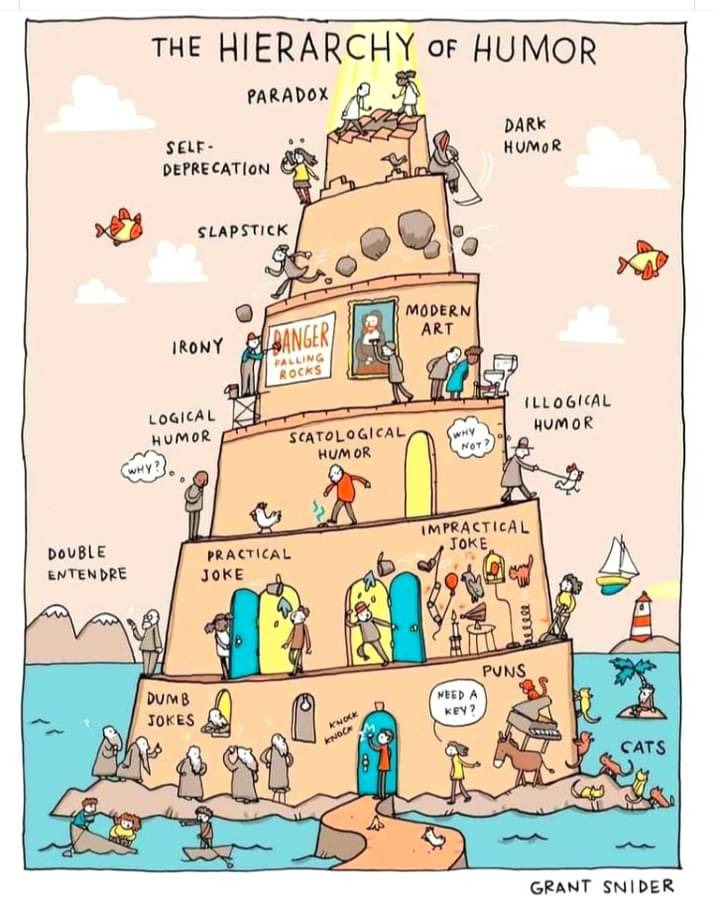 THE HIERARCHY OF HUMOR
PARADOX
DARK
HUMOR
SELF-
DEPRECATION
SLAPSTICK
MODERN
ART
IRONY
DANGER
FALLING
ROCKS
ILLOGICAL
HUMOR
LOGICAL
HUMOR
SCATOLOGICAL
HUMOR
WHY
NOT?
WHY?
IMPRACTICAL
JOKE
DOUBLE
ENTENDRE
PRACTICAL
JOKE
PUNS
DUMB
JOKES
NEED A
KEY?
KNOCK
KNOCK
CATS
GRANT SNIDER